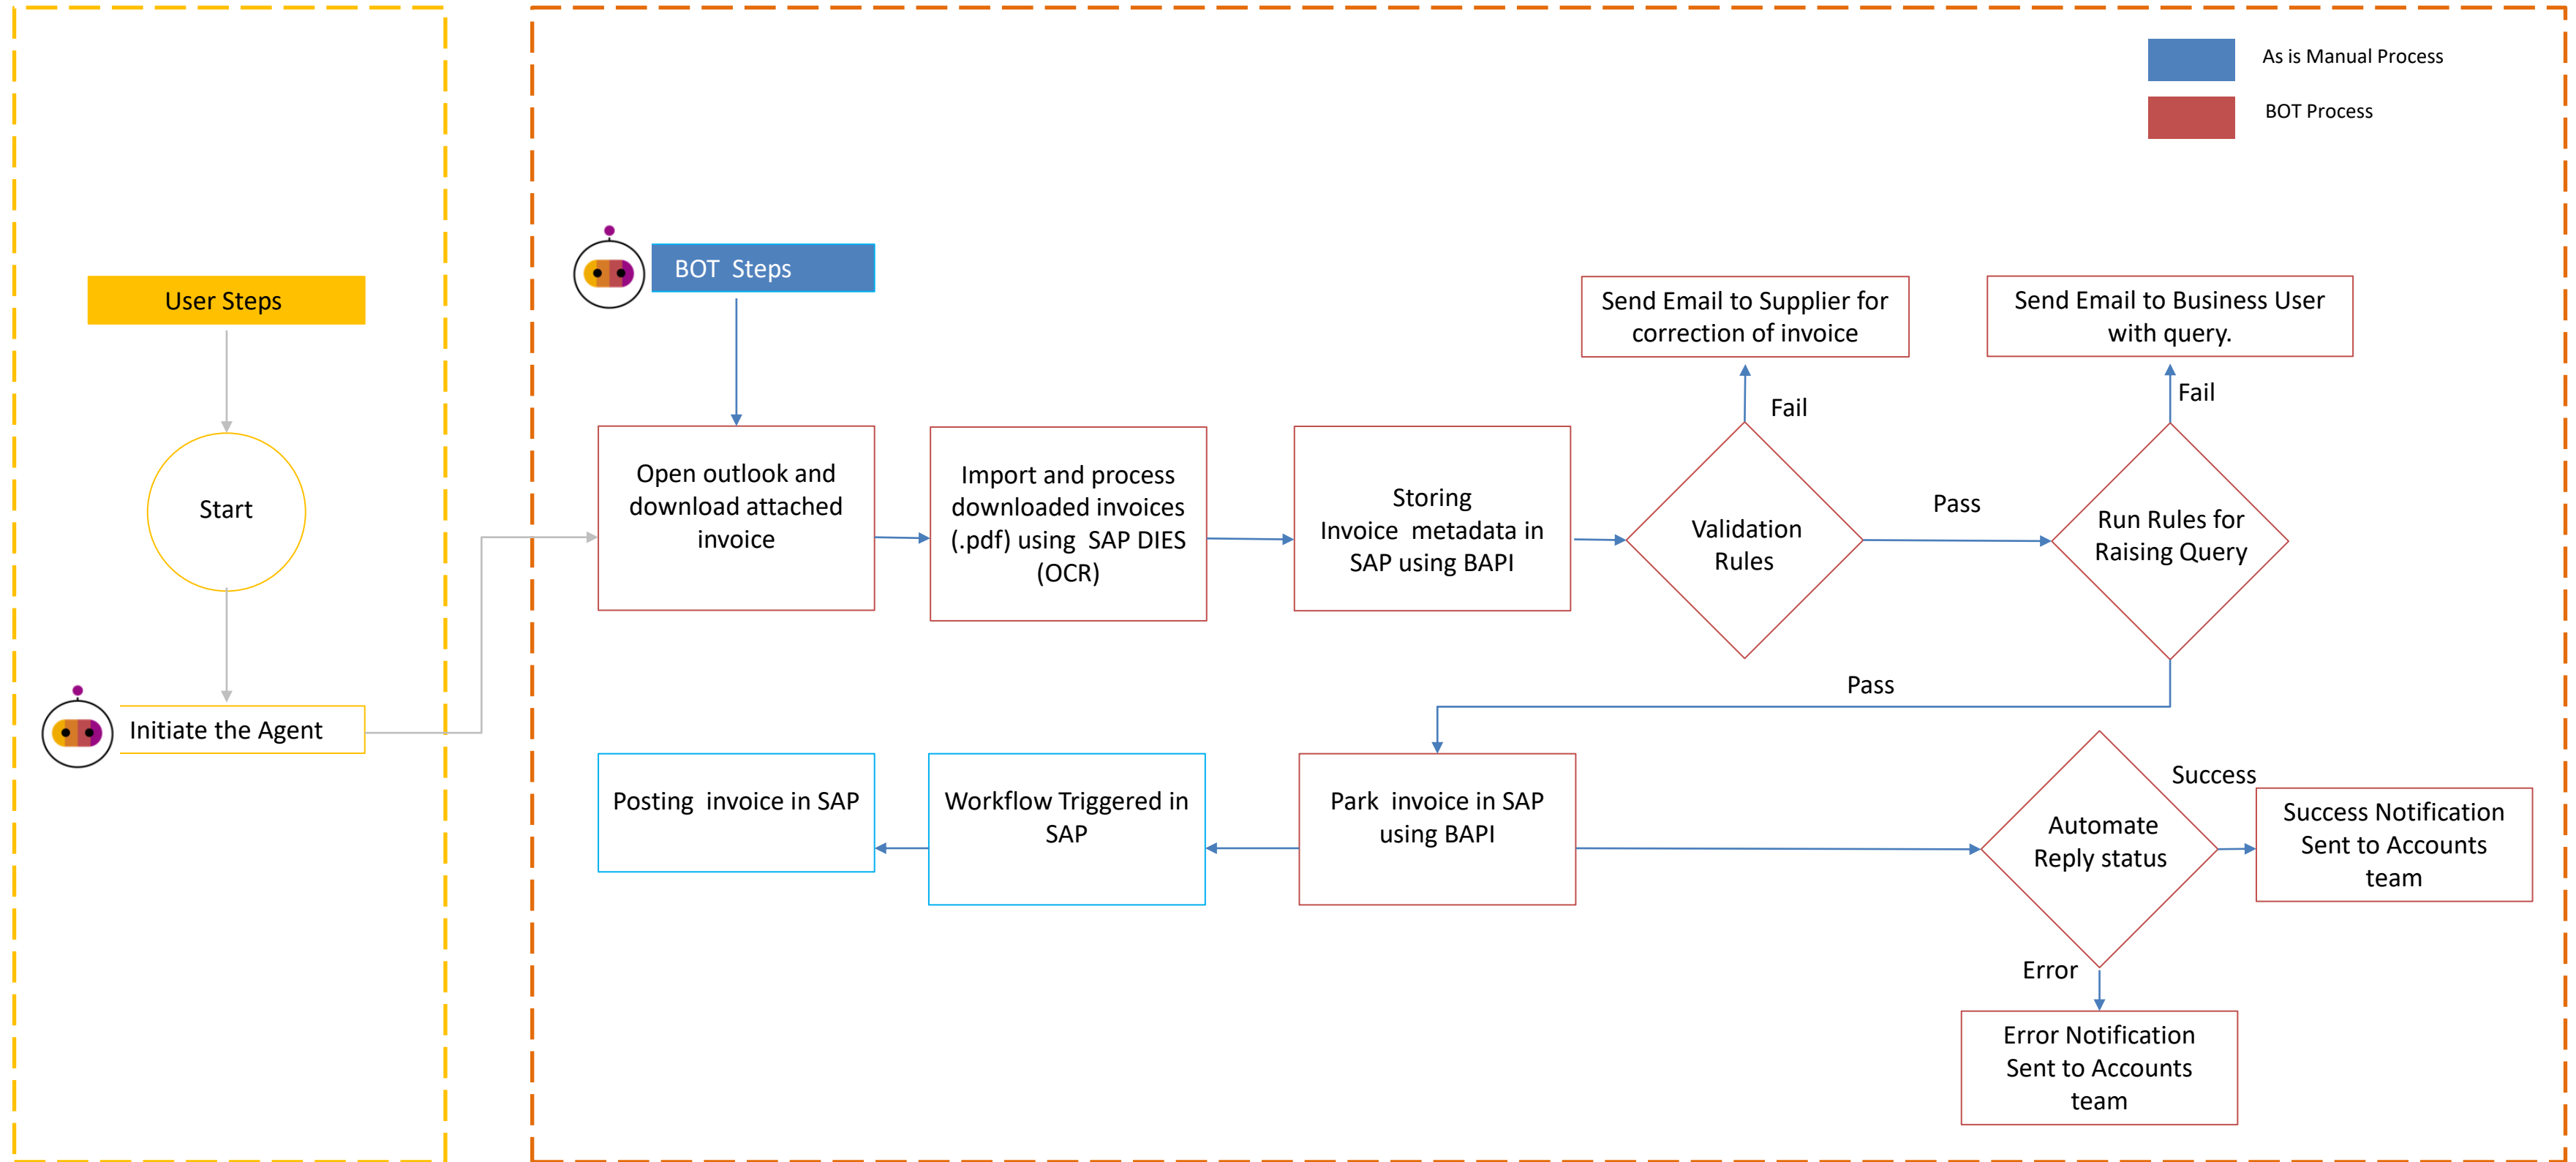 As is Manual Process
BOT Process
User Steps
Start
Initiate the Agent
BOT  Steps
Open outlook and
download attached
invoice
Import and process
downloaded invoices
(.pdf) using  SAP DIES
(OCR)
Storing
Invoice  metadata in
SAP using BAPI
Validation
Rules
Fail
Send Email to Supplier for
correction of invoice
Pass
Run Rules for
Raising Query
Fail
Send Email to Business User
with query.
Pass
Park  invoice in SAP
using BAPI
Workflow Triggered in
SAP
Posting  invoice in SAP
Automate
Reply status
Success
Success Notification
Sent to Accounts
team
Error
Error Notification
Sent to Accounts
team